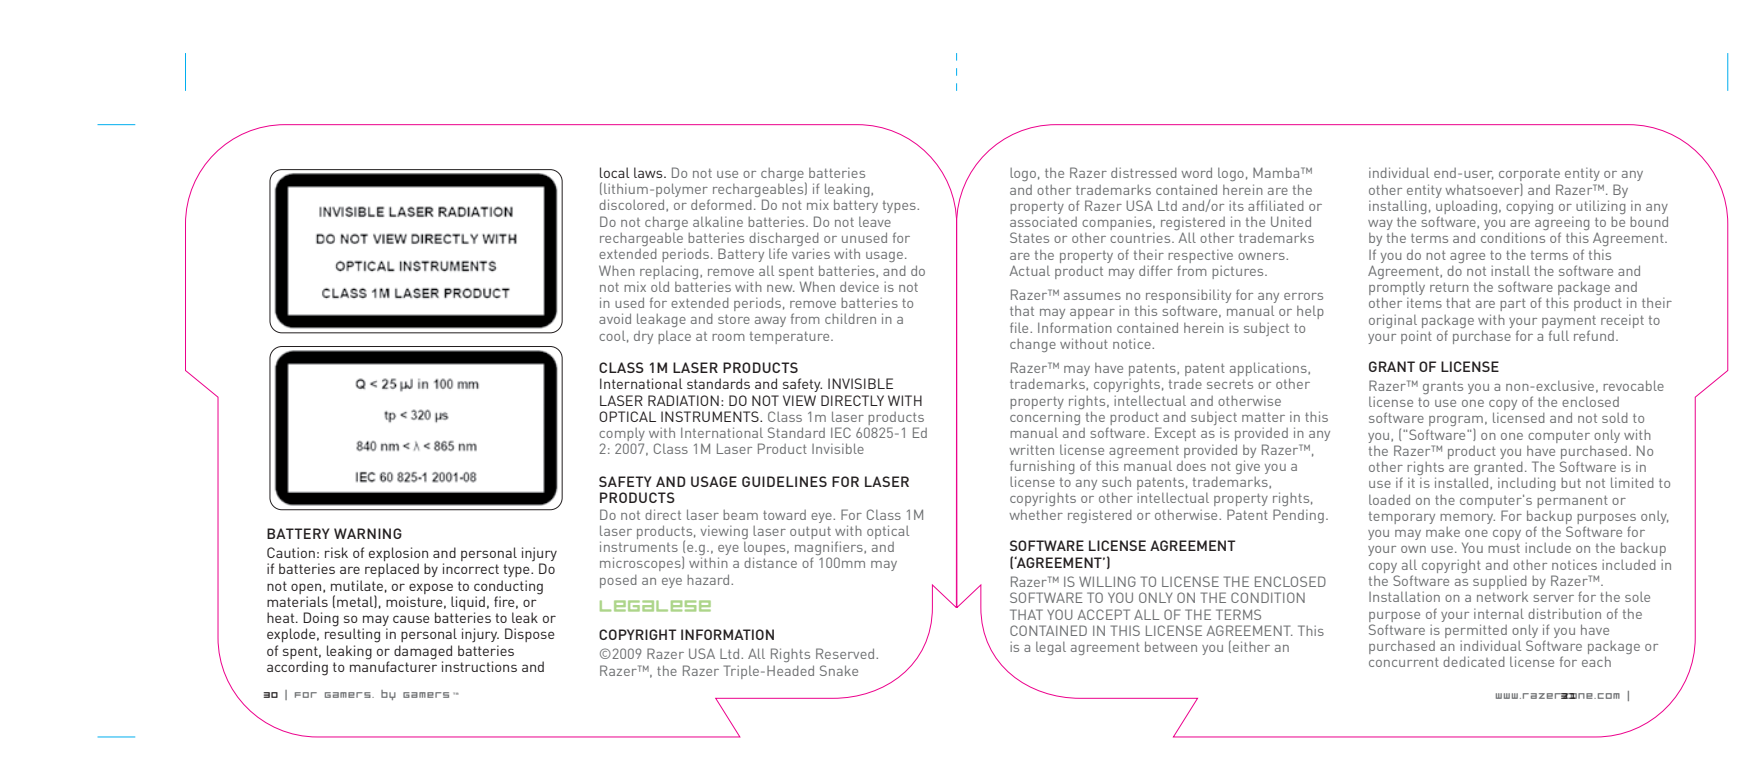 INVISIBLE LASER RADIATION
DO NOT VIEW DIRECTLY WITH
OPTICAL INSTRUMENTS
CLASS 1M LASER PRODUCT
Q < 25 µJ in 100 mm
tp < 320 µs
840 nm < λ < 865 nm
IEC 60 825-1 2001-08
BATTERY WARNING
Caution: risk of explosion and personal injury
if batteries are replaced by incorrect type. Do
not open, mutilate, or expose to conducting
materials (metal), moisture, liquid, fire, or
heat. Doing so may cause batteries to leak or
explode, resulting in personal injury. Dispose
of spent, leaking or damaged batteries
according to manufacturer instructions and
local laws. Do not use or charge batteries
(lithium-polymer rechargeables) if leaking,
discolored, or deformed. Do not mix battery types.
Do not charge alkaline batteries. Do not leave
rechargeable batteries discharged or unused for
extended periods. Battery life varies with usage.
When replacing, remove all spent batteries, and do
not mix old batteries with new. When device is not
in used for extended periods, remove batteries to
avoid leakage and store away from children in a
cool, dry place at room temperature.
CLASS 1M LASER PRODUCTS
International standards and safety. INVISIBLE
LASER RADIATION: DO NOT VIEW DIRECTLY WITH
OPTICAL INSTRUMENTS. Class 1m laser products
comply with International Standard IEC 60825-1 Ed
2: 2007, Class 1M Laser Product Invisible
SAFETY AND USAGE GUIDELINES FOR LASER
PRODUCTS
Do not direct laser beam toward eye. For Class 1M
laser products, viewing laser output with optical
instruments (e.g., eye loupes, magnifiers, and
microscopes) within a distance of 100mm may
posed an eye hazard.
LEGALESE
COPYRIGHT INFORMATION
©2009 Razer USA Ltd. All Rights Reserved.
Razer™, the Razer Triple-Headed Snake
30 | For Gamers. by Gamers™
logo, the Razer distressed word logo, Mamba™
and other trademarks contained herein are the
property of Razer USA Ltd and/or its affiliated or
associated companies, registered in the United
States or other countries. All other trademarks
are the property of their respective owners.
Actual product may differ from pictures.
Razer™ assumes no responsibility for any errors
that may appear in this software, manual or help
file. Information contained herein is subject to
change without notice.
Razer™ may have patents, patent applications,
trademarks, copyrights, trade secrets or other
property rights, intellectual and otherwise
concerning the product and subject matter in this
manual and software. Except as is provided in any
written license agreement provided by Razer™,
furnishing of this manual does not give you a
license to any such patents, trademarks,
copyrights or other intellectual property rights,
whether registered or otherwise. Patent Pending.
SOFTWARE LICENSE AGREEMENT
('AGREEMENT')
Razer™ IS WILLING TO LICENSE THE ENCLOSED
SOFTWARE TO YOU ONLY ON THE CONDITION
THAT YOU ACCEPT ALL OF THE TERMS
CONTAINED IN THIS LICENSE AGREEMENT. This
is a legal agreement between you (either an
individual end-user, corporate entity or any
other entity whatsoever) and Razer™. By
installing, uploading, copying or utilizing in any
way the software, you are agreeing to be bound
by the terms and conditions of this Agreement.
If you do not agree to the terms of this
Agreement, do not install the software and
promptly return the software package and
other items that are part of this product in their
original package with your payment receipt to
your point of purchase for a full refund.
GRANT OF LICENSE
Razer™ grants you a non-exclusive, revocable
license to use one copy of the enclosed
software program, licensed and not sold to
you, ("Software") on one computer only with
the Razer™ product you have purchased. No
other rights are granted. The Software is in
use if it is installed, including but not limited to
loaded on the computer's permanent or
temporary memory. For backup purposes only,
you may make one copy of the Software for
your own use. You must include on the backup
copy all copyright and other notices included in
the Software as supplied by Razer™.
Installation on a network server for the sole
purpose of your internal distribution of the
Software is permitted only if you have
purchased an individual Software package or
concurrent dedicated license for each
www.razerzone.com | 31